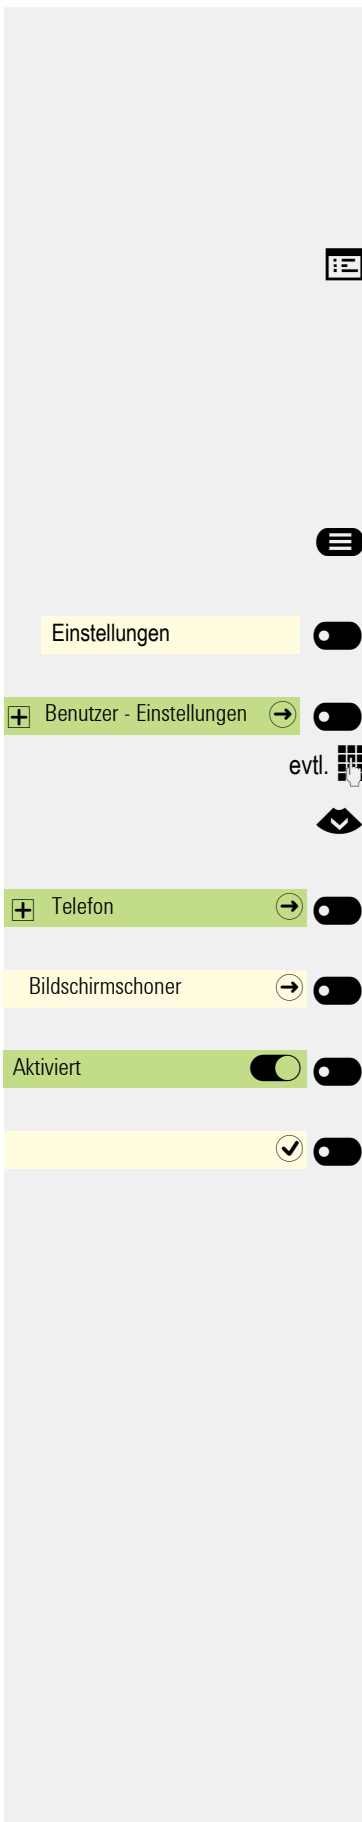 Einstellungen
Benutzer - Einstellungen
evtl.
Telefon
Bildschirmschoner
Aktiviert